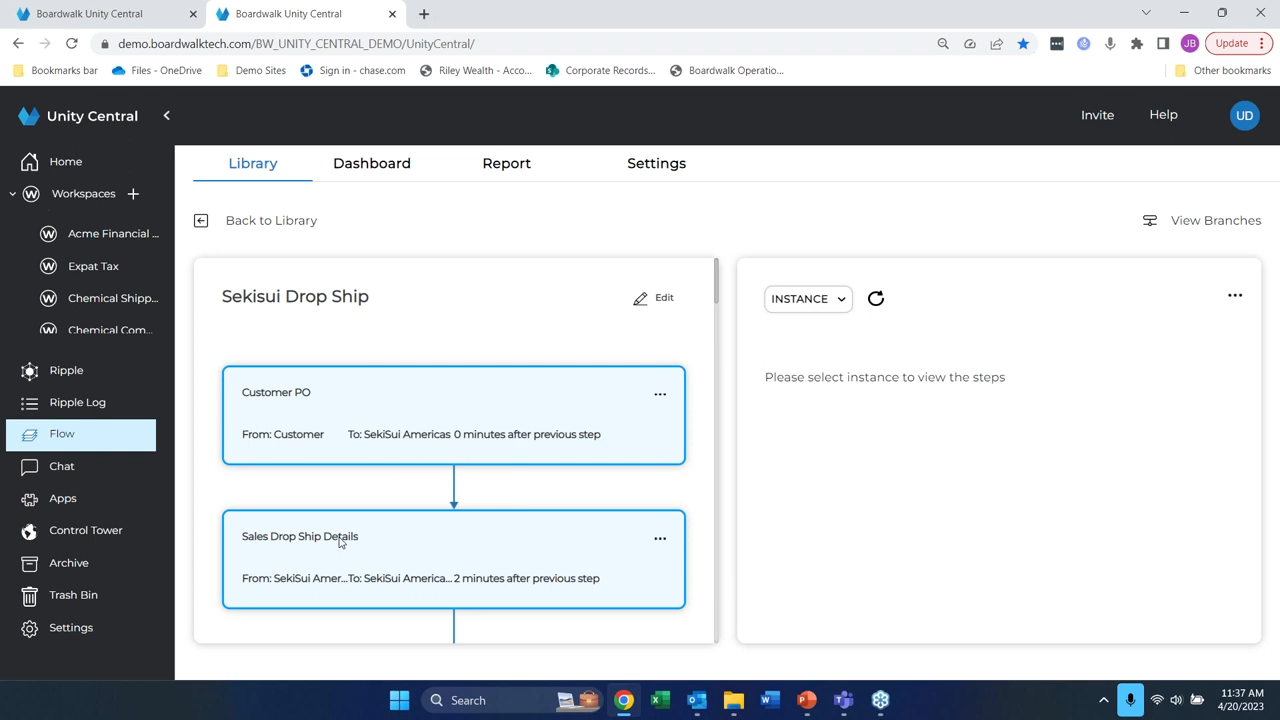 Boardwalk Unity Central
Boardwalk Unity Central
demo.boardwalktech.com/BW_UNITY_CENTRAL_DEMO/UnityCentral/
JB
Update
Bookmarks bar
Files - OneDrive
Demo Sites
Sign in - chase.com
Riley Wealth - Acco...
Corporate Records...
Boardwalk Operatio...
Other bookmarks
Unity Central
Invite
Help
UD
Home
Workspaces
Acme Financial ...
Expat Tax
Chemical Shipp...
Chemical Com...
Ripple
Ripple Log
Flow
Chat
Apps
Control Tower
Archive
Trash Bin
Settings
Library
Dashboard
Report
Settings
Back to Library
View Branches
Sekisui Drop Ship
Edit
Customer PO
From: Customer To: SekiSui Americas 0 minutes after previous step
Sales Drop Ship Details
From: SekiSui Amer...To: SekiSui America... 2 minutes after previous step
INSTANCE
Please select instance to view the steps
Search
11:37 AM
4/20/2023